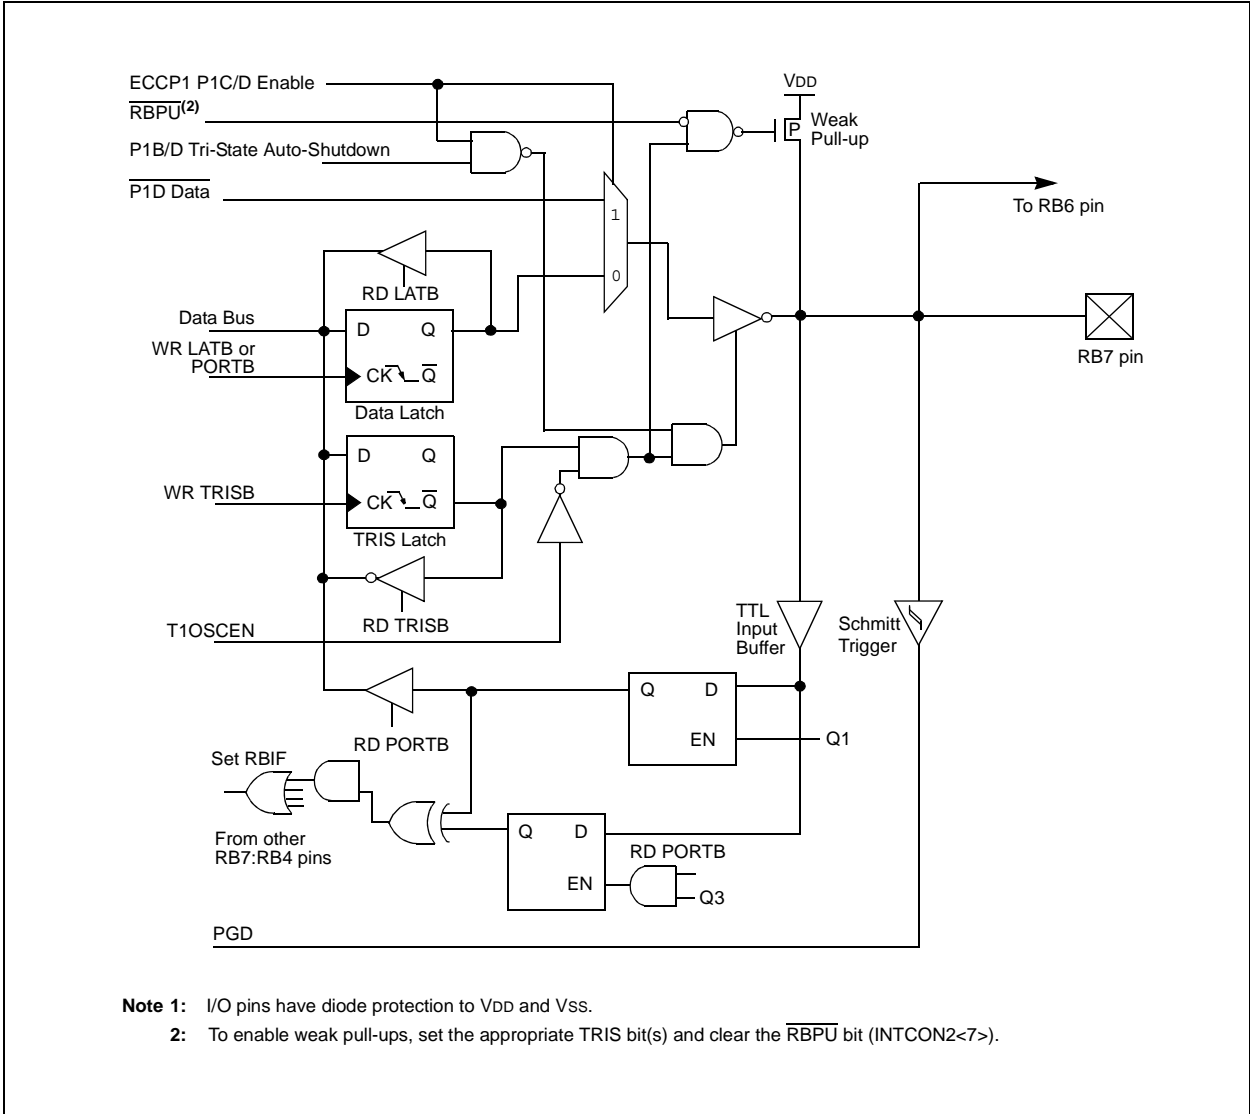 ECCP1 P1C/D Enable
RBPU(2)
P1B/D Tri-State Auto-Shutdown
P1D Data
VDD
P
Weak
Pull-up
To RB6 pin
1
0
RD LATB
Data Bus
WR LATB or
PORTB
D Q
CK Q
Data Latch
RB7 pin
D Q
WR TRISB
CK Q
TRIS Latch
RD TRISB
T1OSCEN
TTL
Input
Buffer
Schmitt
Trigger
Q D
EN
Q1
RD PORTB
Set RBIF
From other
RB7:RB4 pins
Q D
EN
RD PORTB
Q3
PGD
Note 1: I/O pins have diode protection to VDD and VSS.
2: To enable weak pull-ups, set the appropriate TRIS bit(s) and clear the RBPU bit (INTCON2<7>).